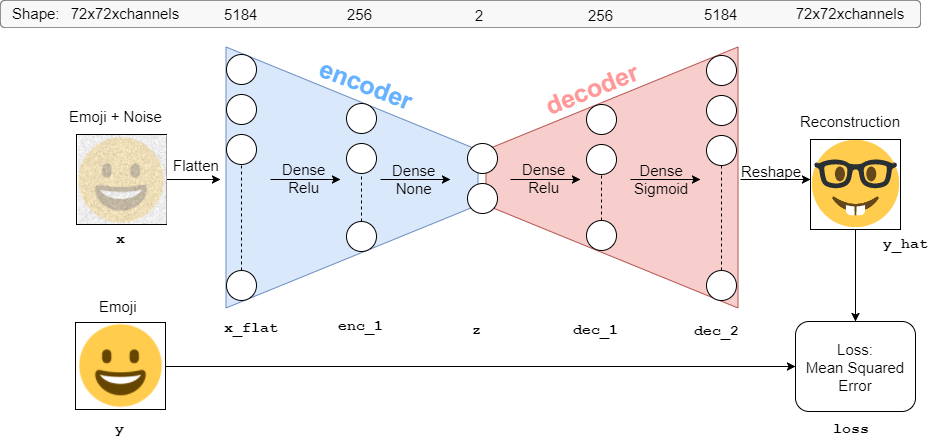 Shape: 72x72xchannels 5184 256 2 256 5184 72x72xchannels
encoder
decoder
Emoji + Noise
Reconstruction
Flatten
Dense
Relu
Dense
None
Dense
Relu
Dense
Sigmoid
Reshape
x
y_hat
Emoji
x_flat
enc_1
z
dec_1
dec_2
Loss:
Mean Squared
Error
y
loss